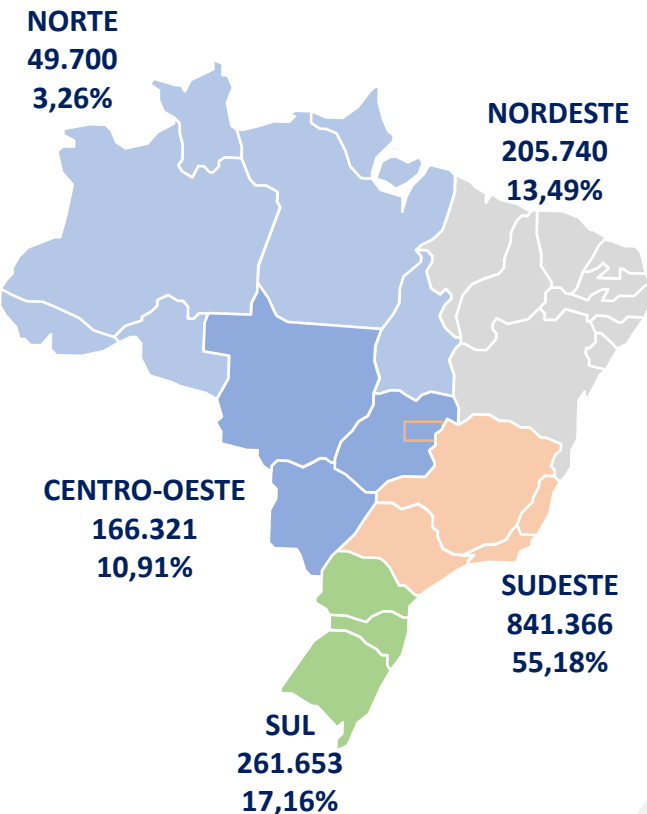 NORTE
49.700
3,26%
NORDESTE
205.740
13,49%
CENTRO-OESTE
166.321
10,91%
SUDESTE
841.366
55,18%
SUL
261.653
17,16%